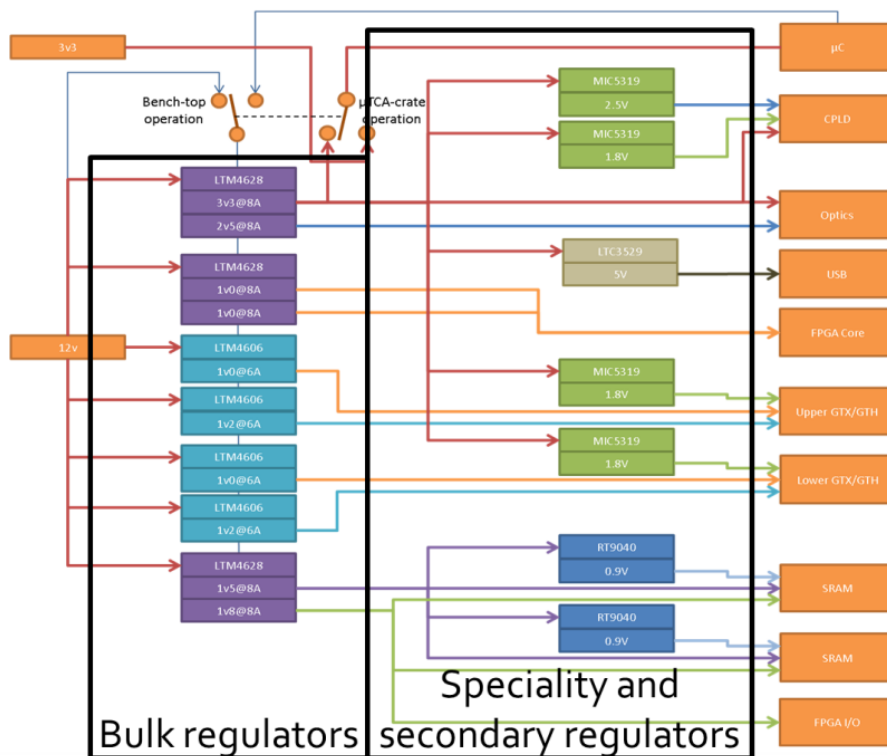 3v3
µC
Bench-top
operation
µTCA-crate
operation
MIC5319
2.5V
MIC5319
1.8V
CPLD
LTM4628
3v3@8A
2v5@8A
Optics
LTC3529
5V
USB
LTM4628
1v0@8A
1v0@8A
FPGA Core
12v
LTM4606
1v0@6A
LTM4606
1v2@6A
MIC5319
1.8V
Upper GTX/GTH
LTM4606
1v0@6A
LTM4606
1v2@6A
MIC5319
1.8V
Lower GTX/GTH
LTM4628
1v5@8A
1v8@8A
RT9040
0.9V
SRAM
RT9040
0.9V
SRAM
FPGA I/O
Bulk regulators
Speciality and
secondary regulators